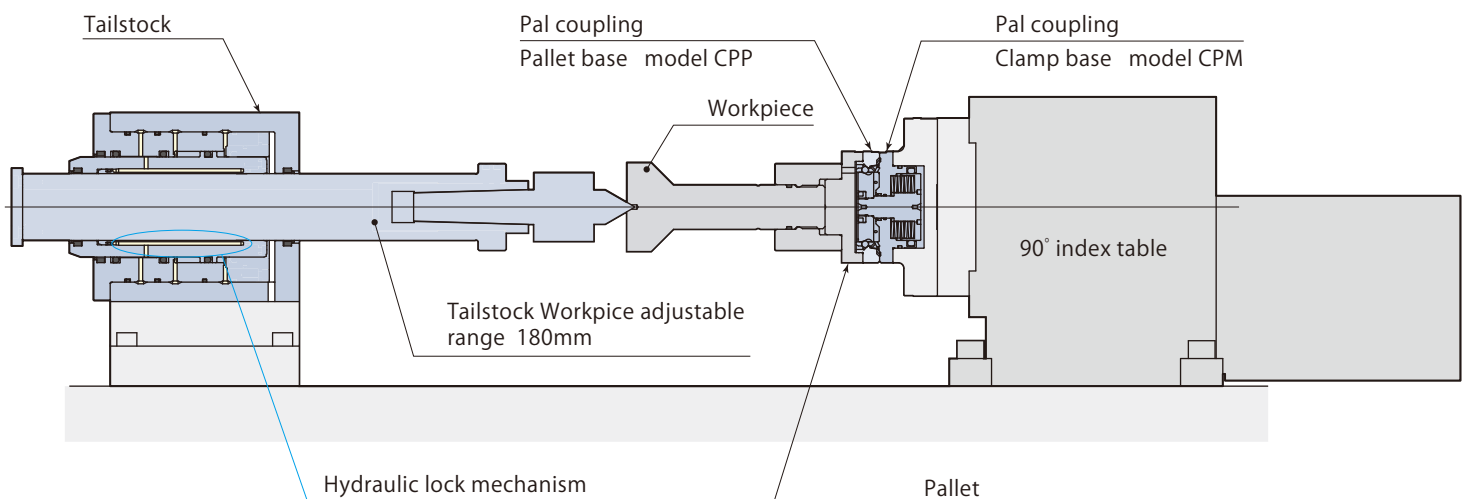 Tailstock
Pal coupling
Pallet base model CPP
Pal coupling
Clamp base model CPM
Workpiece
90° index table
Tailstock Workpice adjustable
range 180mm
Hydraulic lock mechanism
Pallet